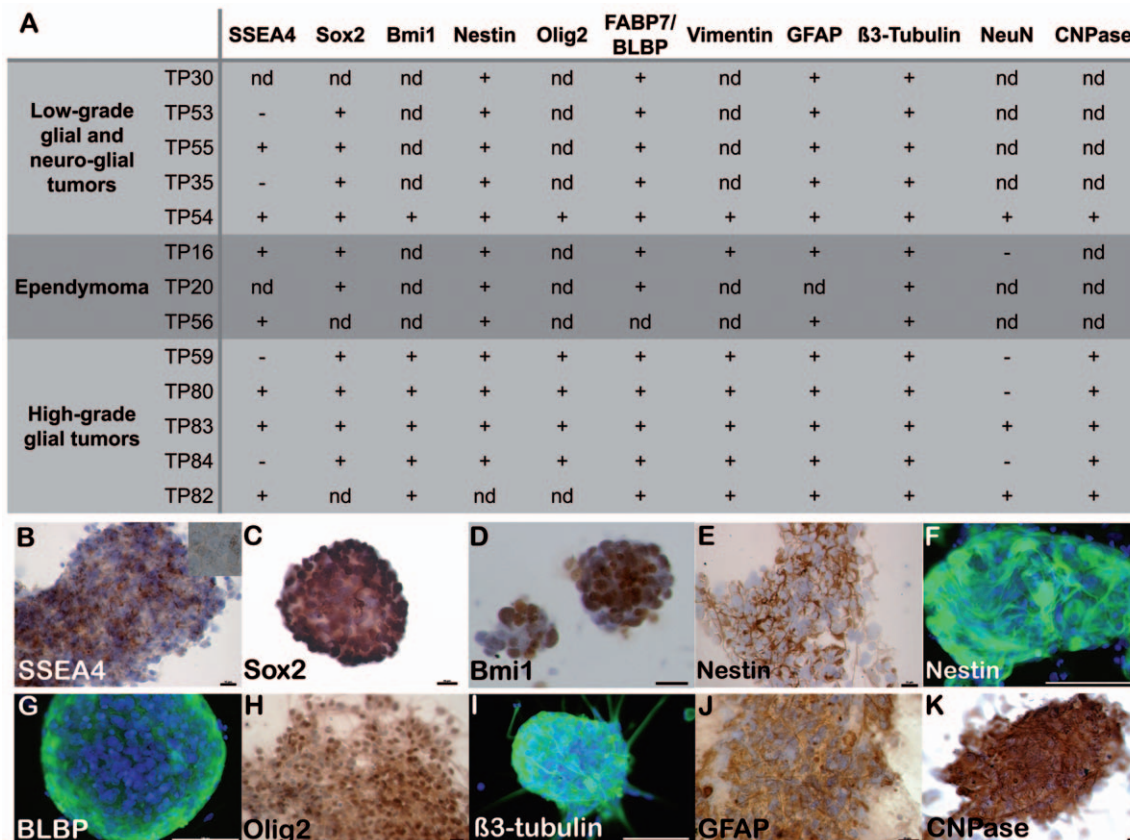 A
SSEA4 Sox2 Bmi1 Nestin Olig2 FABP7/BLBP Vimentin GFAP ß3-Tubulin NeuN CNPase
Low-grade glial and neuro-glial tumors
TP30 nd nd nd + nd + nd + + nd nd
TP53 - + nd + nd + nd + + nd nd
TP55 + + nd + nd + nd + + nd nd
TP35 - + nd + nd + nd + + nd nd
TP54 + + + + + + + + + + +
Ependymoma
TP16 + + nd + nd + + + + - nd
TP20 nd + nd + nd + nd nd + nd nd
TP56 + nd nd + nd nd nd + + nd nd
High-grade glial tumors
TP59 - + + + + + + + + - +
TP80 + + + + + + + + + - +
TP83 + + + + + + + + + + +
TP84 - + + + + + + + + - +
TP82 + nd + nd nd + + + + + +
B SSEA4
C Sox2
D Bmi1
E Nestin
F Nestin
G BLBP
H Olig2
I ß3-tubulin
J GFAP
K CNPase